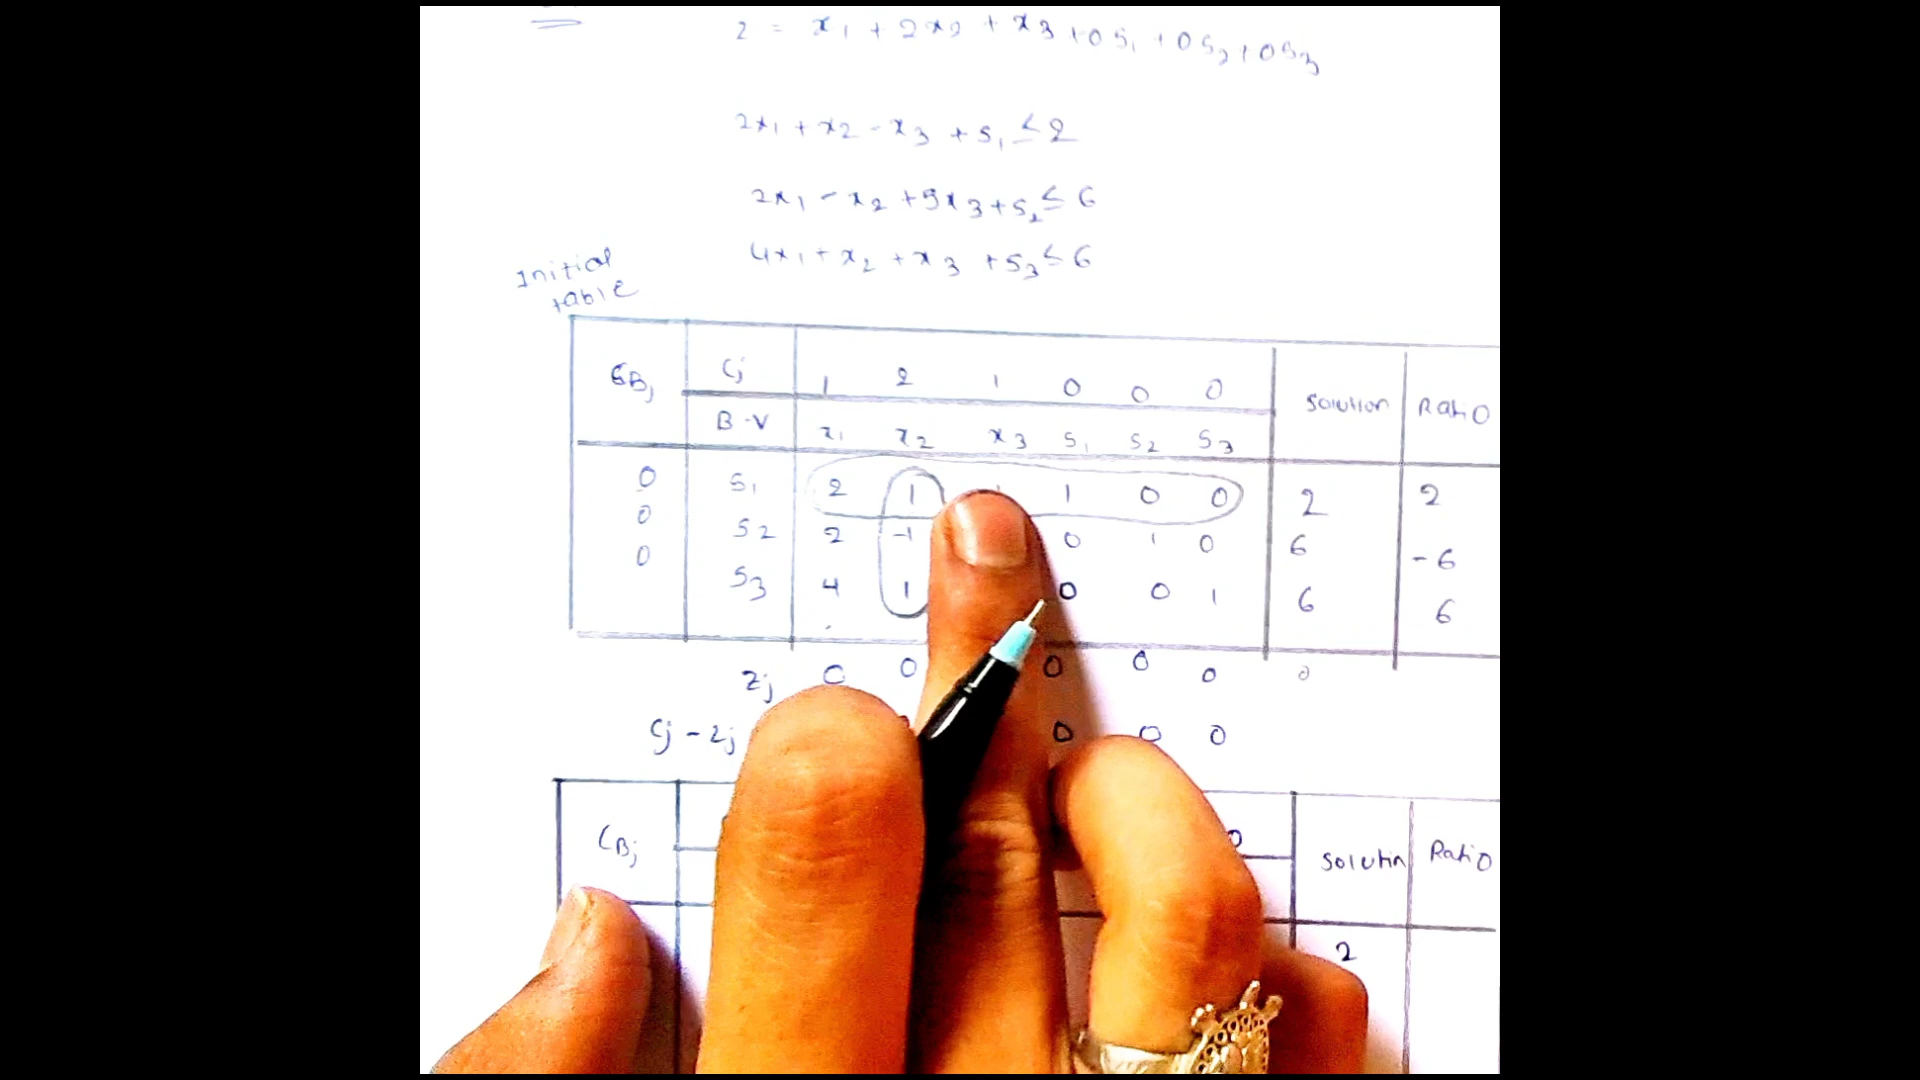 2 = x1 + 2x2 + x3 + 0s1 + 0s2 + 0s3
2x1 + x2 - x3 + s1 ≤ 2
2x1 - x2 + 5x3 + s2 ≤ 6
4x1 + x2 + x3 + s3 ≤ 6
Initial
table
CBj Cj 1 2 1 0 0 0 Solution Ratio
B.V x1 x2 x3 s1 s2 s3
0 s1 2 1 1 0 0 2 2
0 s2 2 -1 0 1 0 6 -6
0 s3 4 1 0 0 1 6 6
Zj 0 0 0 0 0 0
Cj - Zj 0 0 0
CBj 0 Solutin Ratio
2